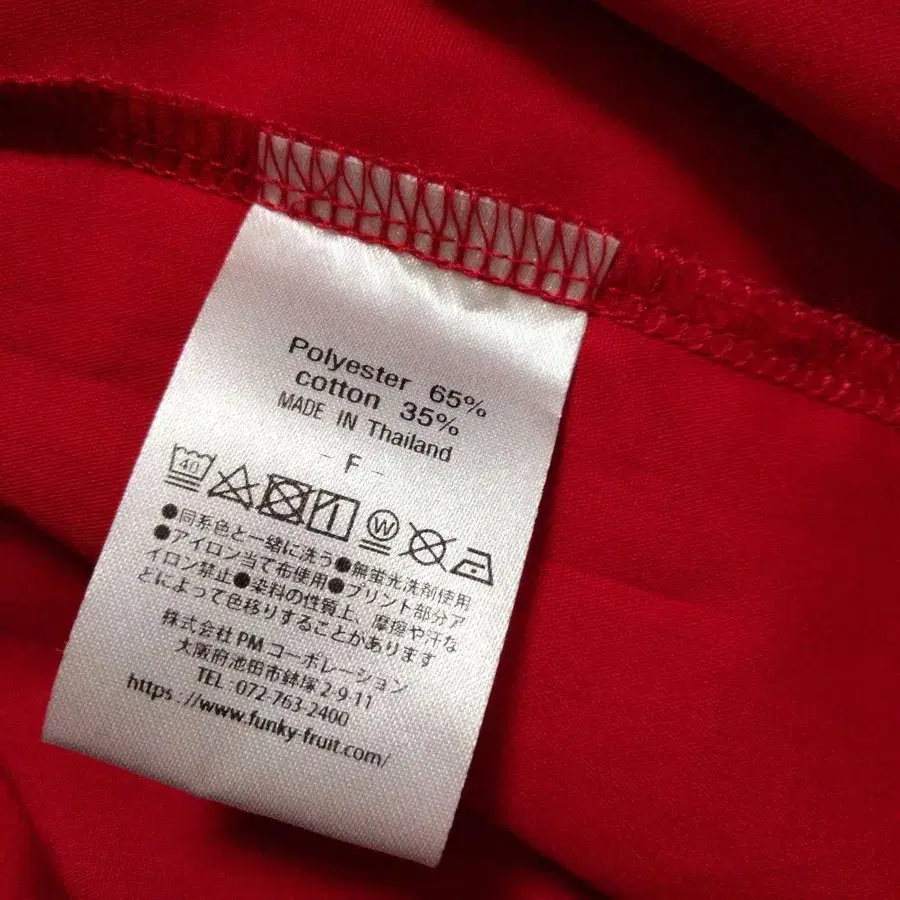 Polyester 65%
cotton 35%
MADE IN Thailand
- F -
40 W
●同系色と一緒に洗う●無蛍光洗剤使用
●アイロン当て布使用●プリント部分ア
イロン禁止●染料の性質上、摩擦や汗な
どによって色移りすることがあります
株式会社PMコーポレーション
大阪府池田市鉢塚2-9-11
TEL:072-763-2400
https://www.funky-fruit.com/